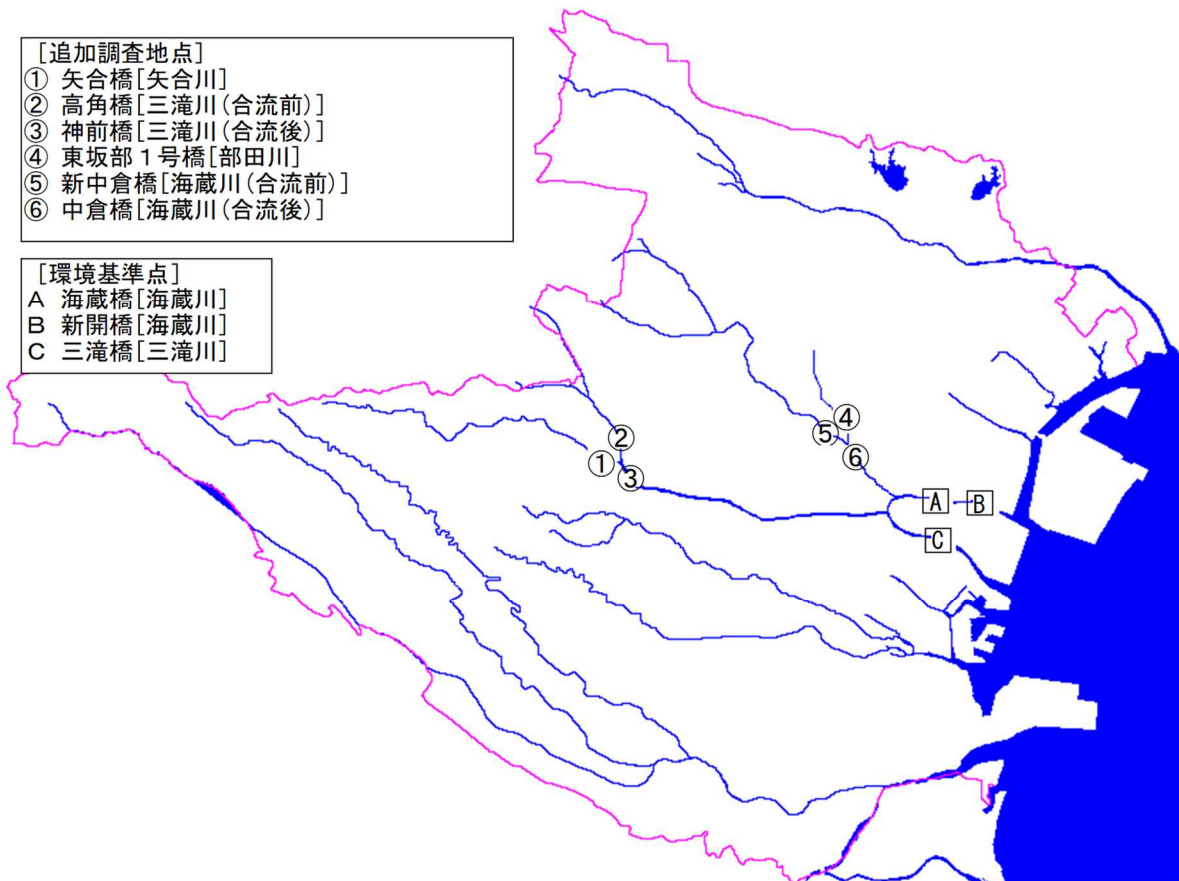 [追加調査地点]
① 矢合橋[矢合川]
② 高角橋[三滝川(合流前)]
③ 神前橋[三滝川(合流後)]
④ 東坂部１号橋[部田川]
⑤ 新中倉橋[海蔵川(合流前)]
⑥ 中倉橋[海蔵川(合流後)]
[環境基準点]
A 海蔵橋[海蔵川]
B 新開橋[海蔵川]
C 三滝橋[三滝川]
④
⑤
②
⑥
①
③
A
B
C